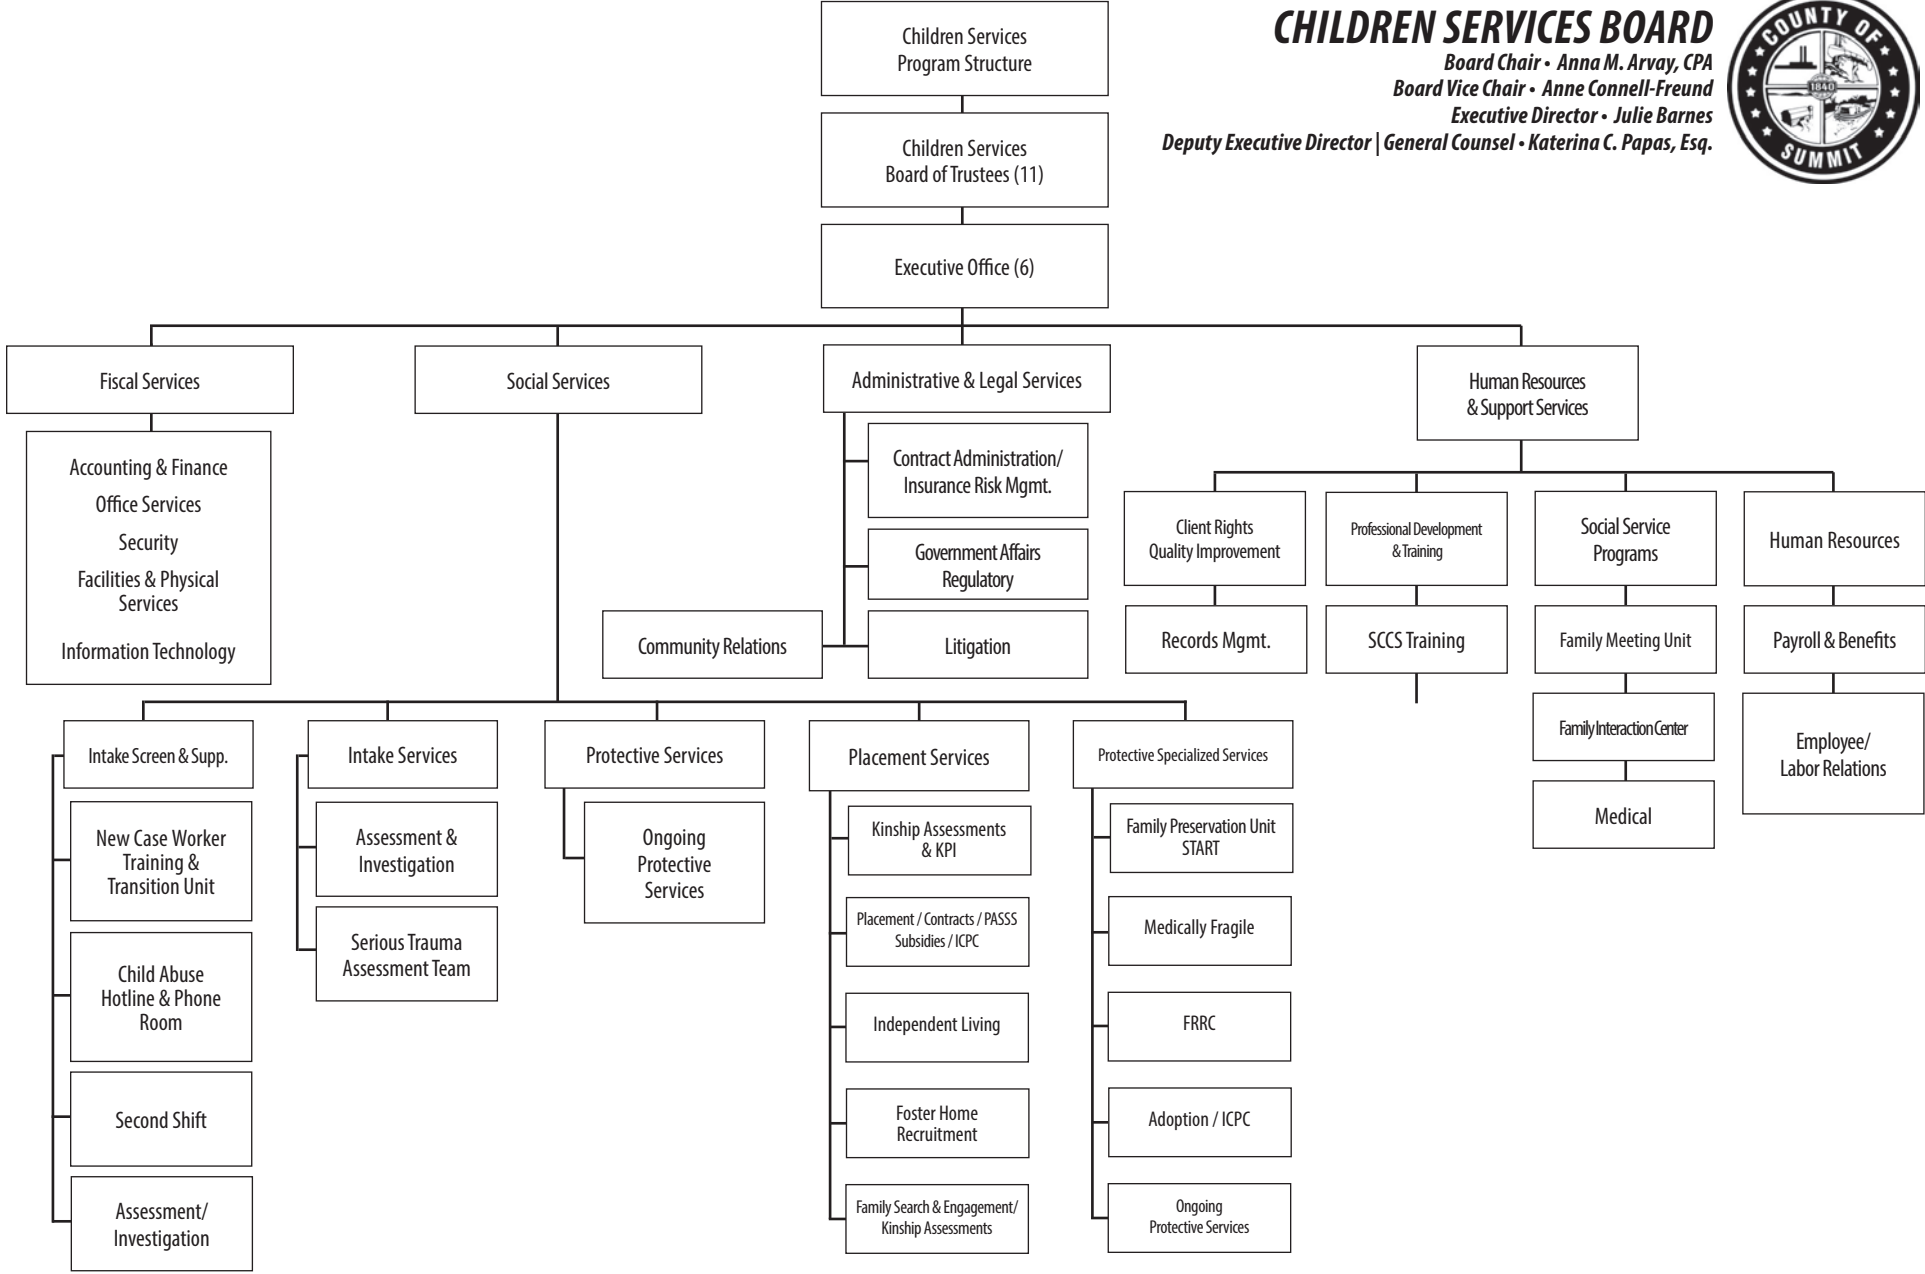 CHILDREN SERVICES BOARD
Board Chair • Anna M. Arvay, CPA
Board Vice Chair • Anne Connell-Freund
Executive Director • Julie Barnes
Deputy Executive Director | General Counsel • Katerina C. Papas, Esq.
COUNTY OF
1840
SUMMIT
Children Services
Program Structure
Children Services
Board of Trustees (11)
Executive Office (6)
Fiscal Services
Social Services
Administrative & Legal Services
Human Resources
& Support Services
Accounting & Finance
Office Services
Security
Facilities & Physical
Services
Information Technology
Contract Administration/
Insurance Risk Mgmt.
Government Affairs
Regulatory
Community Relations
Litigation
Client Rights
Quality Improvement
Professional Development
& Training
Social Service
Programs
Human Resources
Records Mgmt.
SCCS Training
Family Meeting Unit
Payroll & Benefits
Family Interaction Center
Employee/
Labor Relations
Medical
Intake Screen & Supp.
Intake Services
Protective Services
Placement Services
Protective Specialized Services
New Case Worker
Training &
Transition Unit
Child Abuse
Hotline & Phone
Room
Second Shift
Assessment/
Investigation
Assessment &
Investigation
Serious Trauma
Assessment Team
Ongoing
Protective
Services
Kinship Assessments
& KPI
Placement / Contracts / PASSS
Subsidies / ICPC
Independent Living
Foster Home
Recruitment
Family Search & Engagement/
Kinship Assessments
Family Preservation Unit
START
Medically Fragile
FRRC
Adoption / ICPC
Ongoing
Protective Services